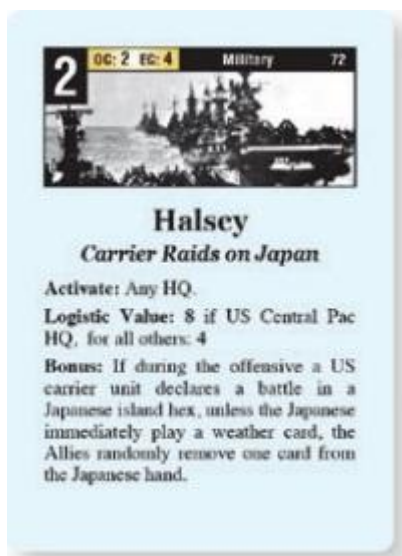 2 OC: 2 EC: 4 Military 72
Halsey
Carrier Raids on Japan
Activate: Any HQ.
Logistic Value: 8 if US Central Pac
HQ, for all others: 4
Bonus: If during the offensive a US
carrier unit declares a battle in a
Japanese island hex, unless the Japanese
immediately play a weather card, the
Allies randomly remove one card from
the Japanese hand.